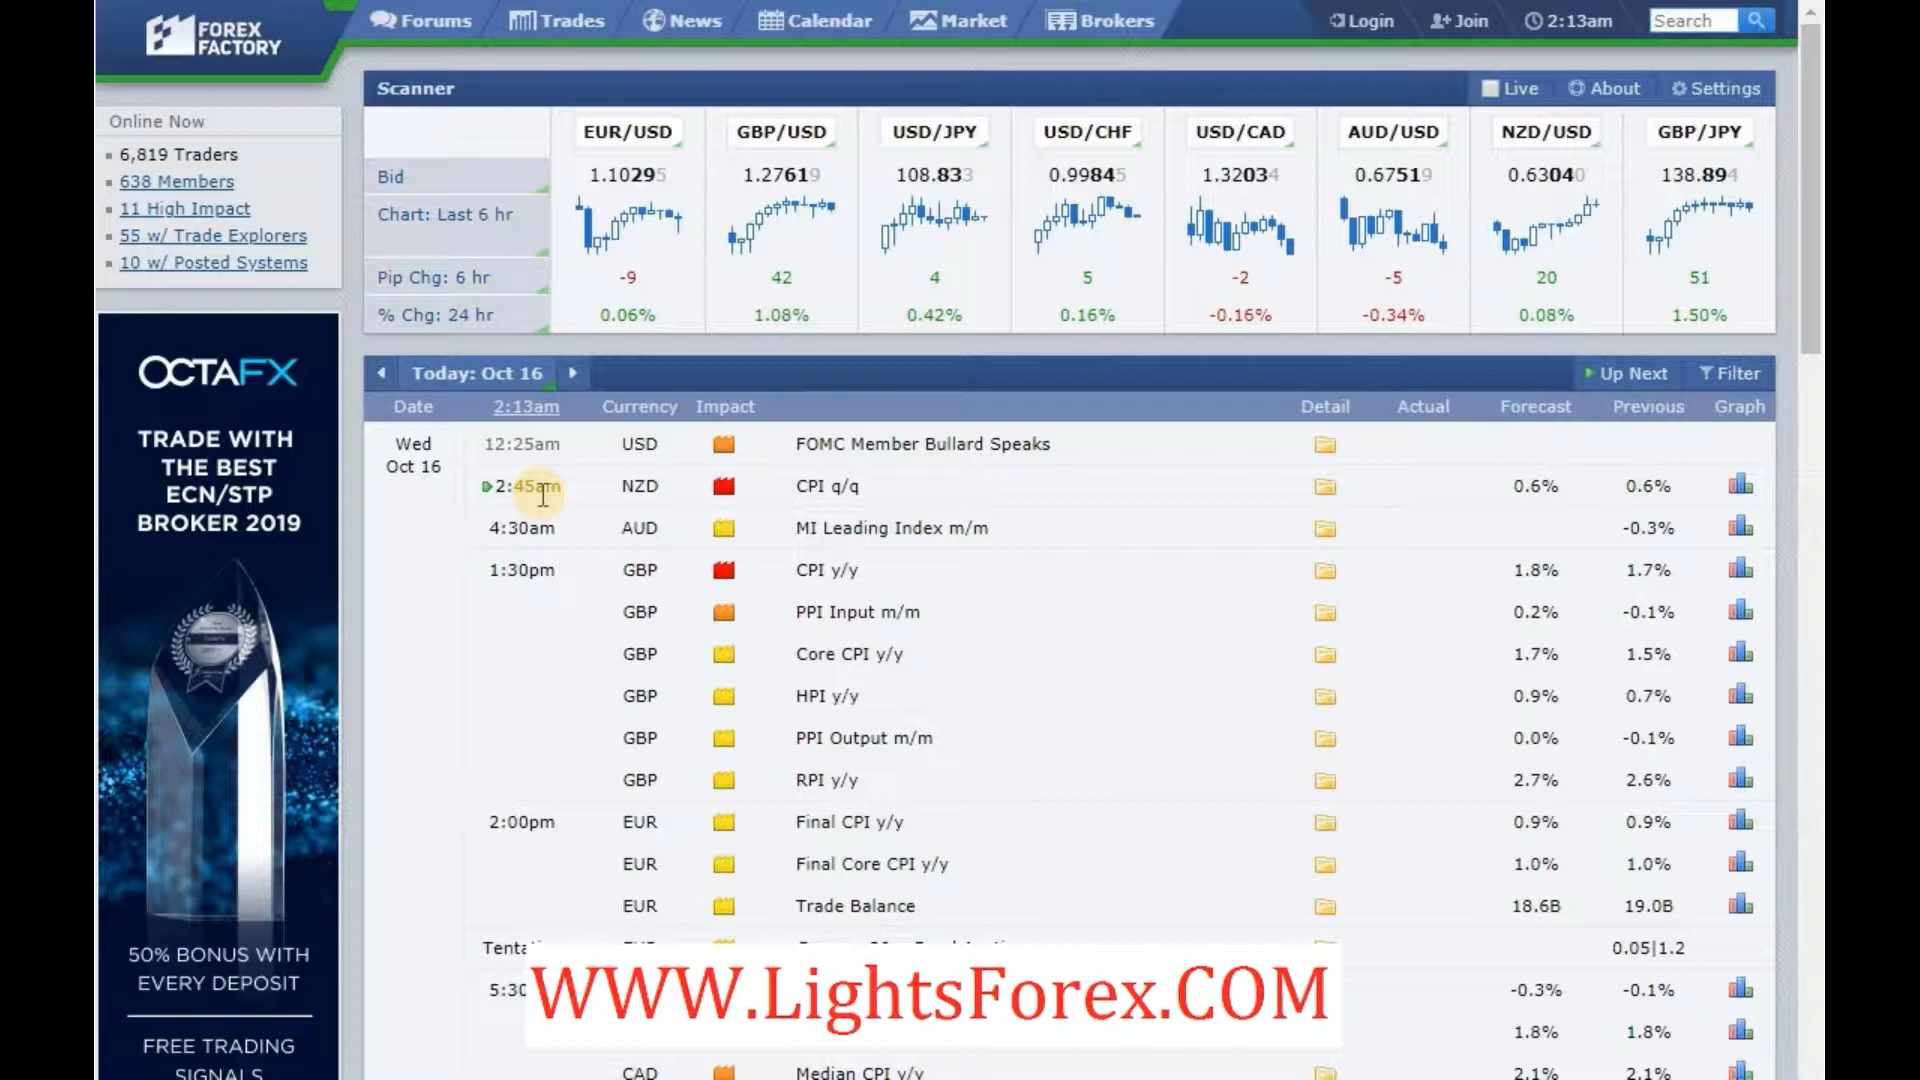 FOREX
FACTORY
Forums Trades News Calendar Market Brokers Login Join 2:13am Search
Online Now
6,819 Traders
638 Members
11 High Impact
55 w/ Trade Explorers
10 w/ Posted Systems
OCTAFX
TRADE WITH
THE BEST
ECN/STP
BROKER 2019
50% BONUS WITH
EVERY DEPOSIT
FREE TRADING
SIGNALS
Scanner Live About Settings
EUR/USD GBP/USD USD/JPY USD/CHF USD/CAD AUD/USD NZD/USD GBP/JPY
Bid 1.10295 1.27619 108.833 0.99845 1.32034 0.67519 0.63040 138.894
Chart: Last 6 hr
Pip Chg: 6 hr -9 42 4 5 -2 -5 20 51
% Chg: 24 hr 0.06% 1.08% 0.42% 0.16% -0.16% -0.34% 0.08% 1.50%
Today: Oct 16 Up Next Filter
Date 2:13am Currency Impact Detail Actual Forecast Previous Graph
Wed 12:25am USD FOMC Member Bullard Speaks
Oct 16
2:45am NZD CPI q/q 0.6% 0.6%
4:30am AUD MI Leading Index m/m -0.3%
1:30pm GBP CPI y/y 1.8% 1.7%
GBP PPI Input m/m 0.2% -0.1%
GBP Core CPI y/y 1.7% 1.5%
GBP HPI y/y 0.9% 0.7%
GBP PPI Output m/m 0.0% -0.1%
GBP RPI y/y 2.7% 2.6%
2:00pm EUR Final CPI y/y 0.9% 0.9%
EUR Final Core CPI y/y 1.0% 1.0%
EUR Trade Balance 18.6B 19.0B
0.05|1.2
5:30 -0.3% -0.1%
WWW.LightsForex.COM
1.8% 1.8%
CAD Median CPI y/y 2.1% 2.1%